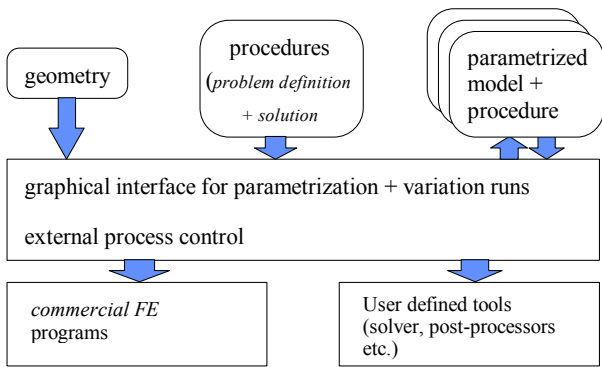 geometry
procedures
(problem definition
+ solution
parametrized
model +
procedure
graphical interface for parametrization + variation runs
external process control
commercial FE
programs
User defined tools
(solver, post-processors
etc.)